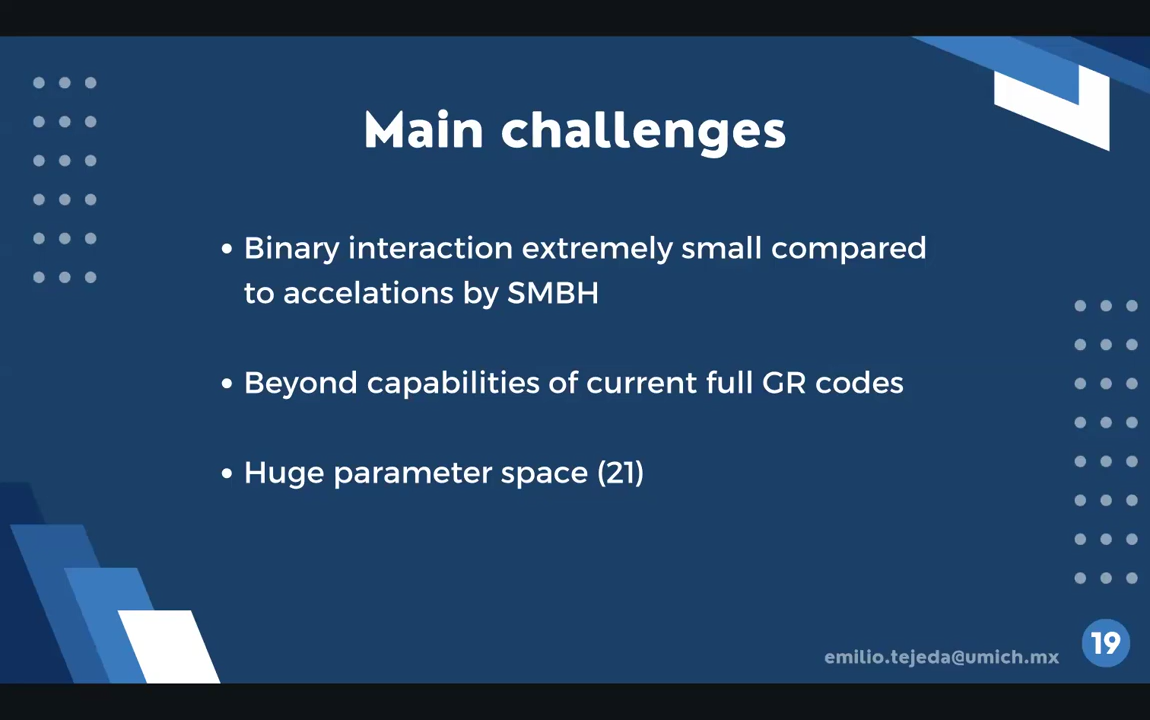 Main challenges
• Binary interaction extremely small compared
to accelations by SMBH
• Beyond capabilities of current full GR codes
• Huge parameter space (21)
emilio.tejeda@umich.mx
19